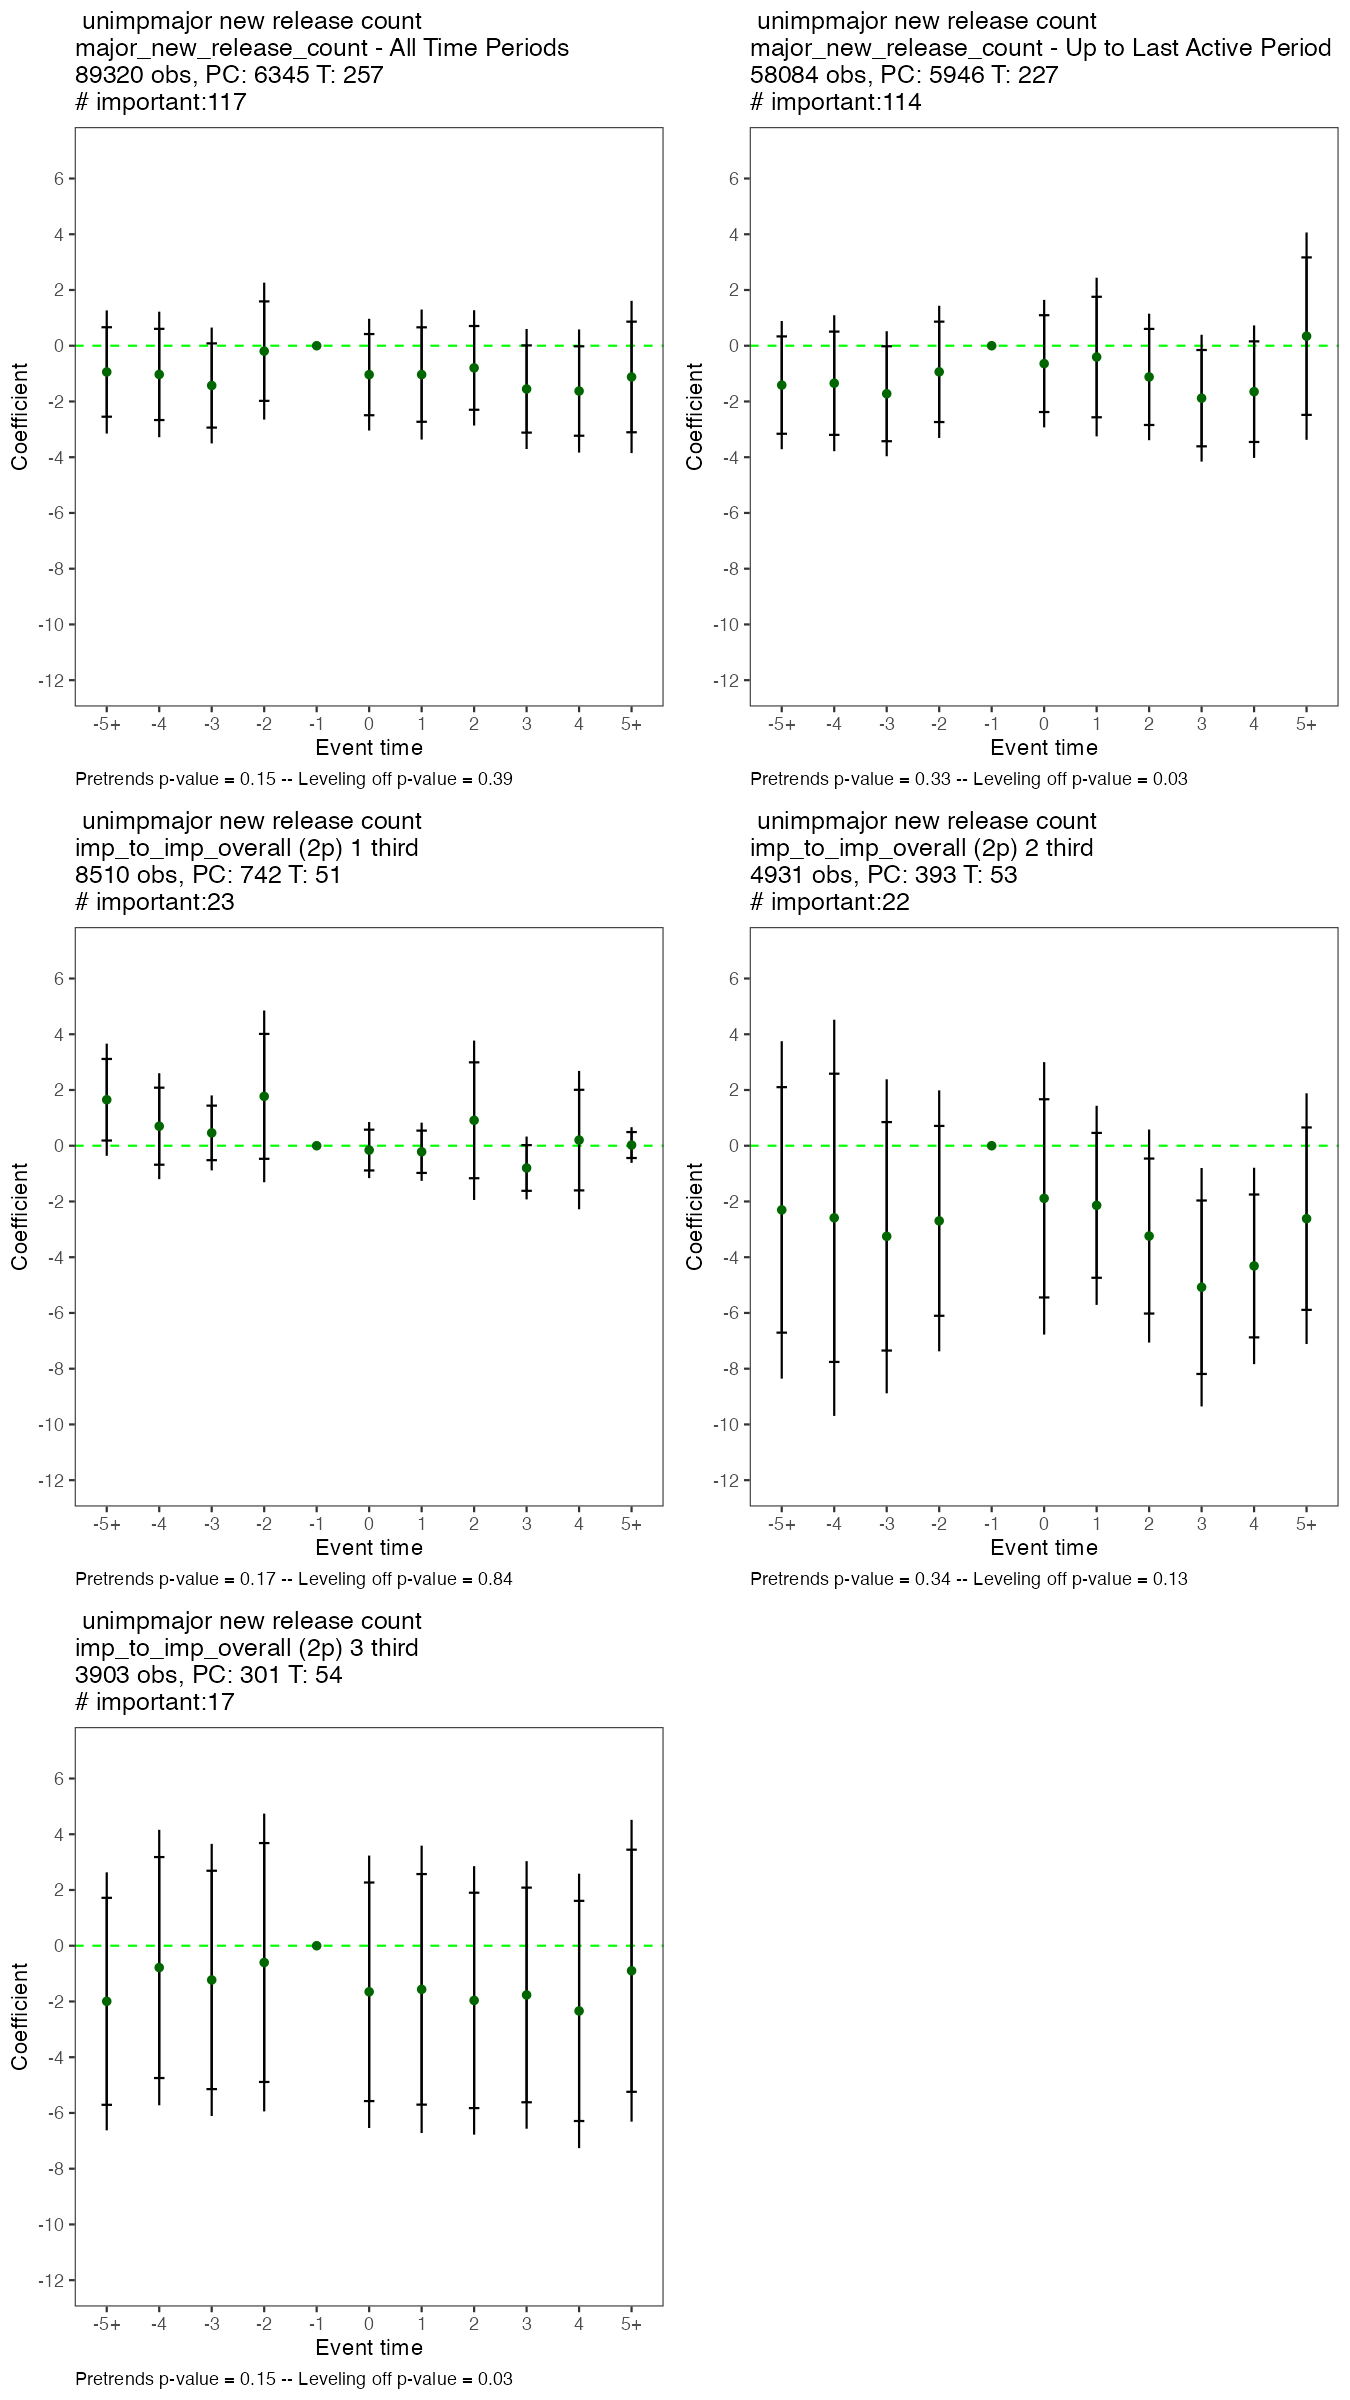 unimpmajor new release count
major_new_release_count - All Time Periods
89320 obs, PC: 6345 T: 257
# important:117
6
4
2
0
-2
-4
-6
-8
-10
-12
Coefficient
-5+ -4 -3 -2 -1 0 1 2 3 4 5+
Event time
Pretrends p-value = 0.15 -- Leveling off p-value = 0.39
unimpmajor new release count
major_new_release_count - Up to Last Active Period
58084 obs, PC: 5946 T: 227
# important:114
6
4
2
0
-2
-4
-6
-8
-10
-12
Coefficient
-5+ -4 -3 -2 -1 0 1 2 3 4 5+
Event time
Pretrends p-value = 0.33 -- Leveling off p-value = 0.03
unimpmajor new release count
imp_to_imp_overall (2p) 1 third
8510 obs, PC: 742 T: 51
# important:23
6
4
2
0
-2
-4
-6
-8
-10
-12
Coefficient
-5+ -4 -3 -2 -1 0 1 2 3 4 5+
Event time
Pretrends p-value = 0.17 -- Leveling off p-value = 0.84
unimpmajor new release count
imp_to_imp_overall (2p) 2 third
4931 obs, PC: 393 T: 53
# important:22
6
4
2
0
-2
-4
-6
-8
-10
-12
Coefficient
-5+ -4 -3 -2 -1 0 1 2 3 4 5+
Event time
Pretrends p-value = 0.34 -- Leveling off p-value = 0.13
unimpmajor new release count
imp_to_imp_overall (2p) 3 third
3903 obs, PC: 301 T: 54
# important:17
6
4
2
0
-2
-4
-6
-8
-10
-12
Coefficient
-5+ -4 -3 -2 -1 0 1 2 3 4 5+
Event time
Pretrends p-value = 0.15 -- Leveling off p-value = 0.03